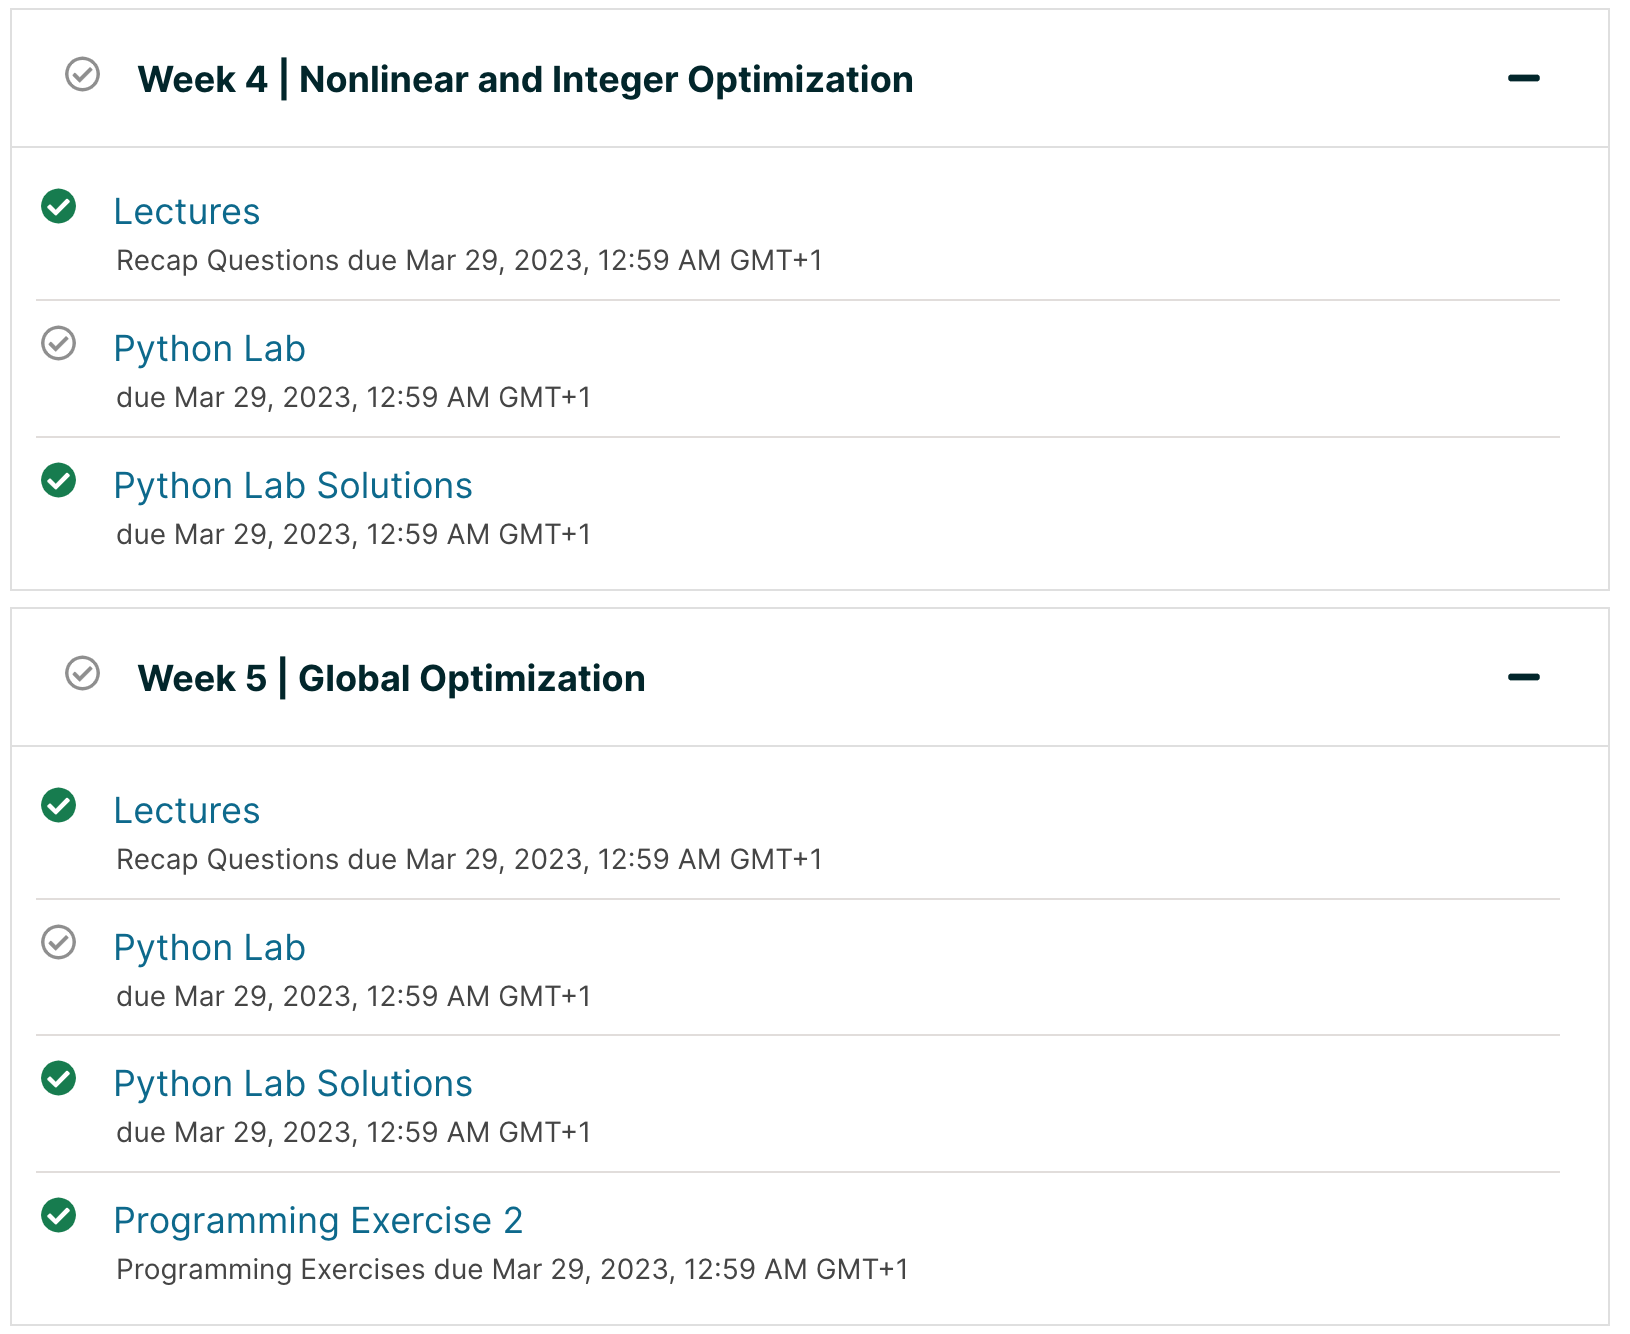 Week 4 | Nonlinear and Integer Optimization
Lectures
Recap Questions due Mar 29, 2023, 12:59 AM GMT+1
Python Lab
due Mar 29, 2023, 12:59 AM GMT+1
Python Lab Solutions
due Mar 29, 2023, 12:59 AM GMT+1
Week 5 | Global Optimization
Lectures
Recap Questions due Mar 29, 2023, 12:59 AM GMT+1
Python Lab
due Mar 29, 2023, 12:59 AM GMT+1
Python Lab Solutions
due Mar 29, 2023, 12:59 AM GMT+1
Programming Exercise 2
Programming Exercises due Mar 29, 2023, 12:59 AM GMT+1